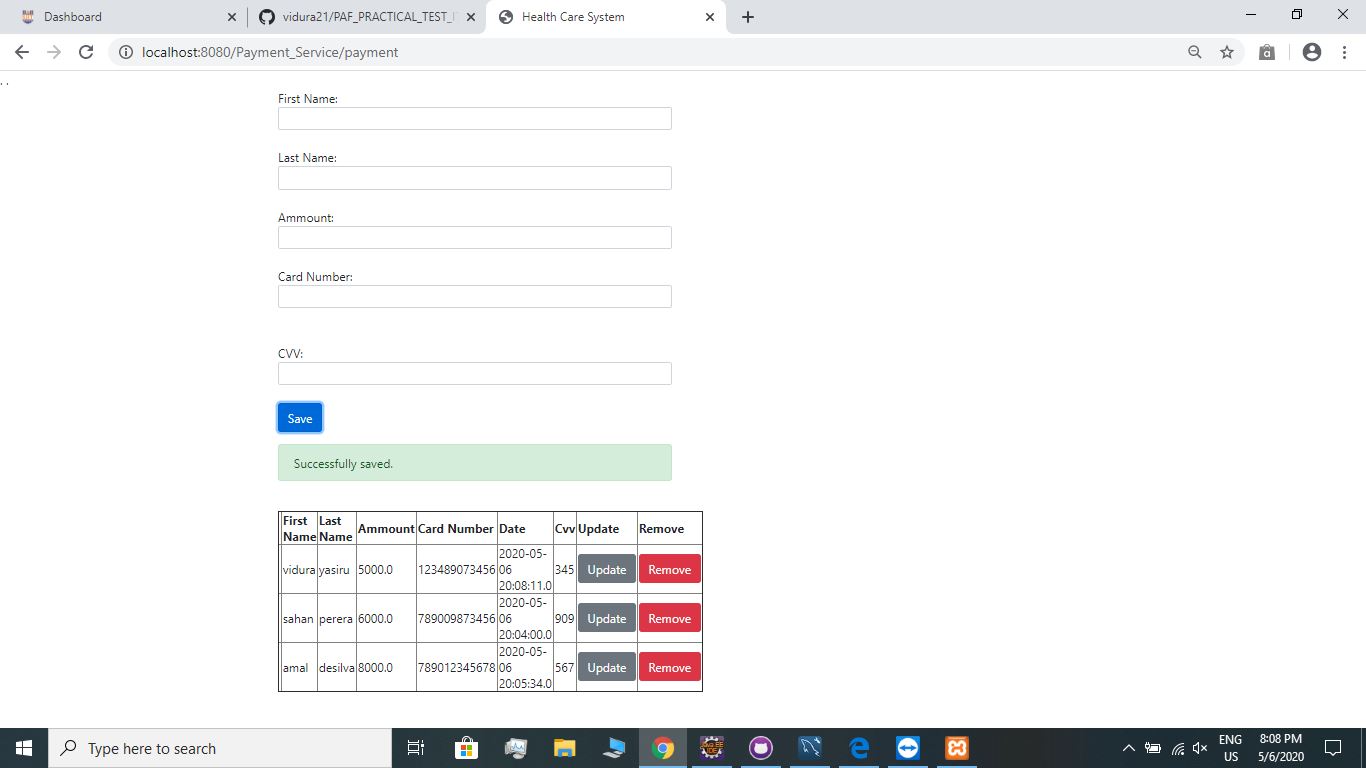 Dashboard
vidura21/PAF_PRACTICAL_TEST_
Health Care System
localhost:8080/Payment_Service/payment
..
First Name:
Last Name:
Ammount:
Card Number:
CVV:
Save
Successfully saved.
First Name Last Name Ammount Card Number Date Cvv Update Remove
vidura yasiru 5000.0 123489073456 2020-05-06 20:08:11.0 345 Update Remove
sahan perera 6000.0 789009873456 2020-05-06 20:04:00.0 909 Update Remove
amal desilva 8000.0 789012345678 2020-05-06 20:05:34.0 567 Update Remove
Type here to search
Java EE
IDE
ENG
US
8:08 PM
5/6/2020